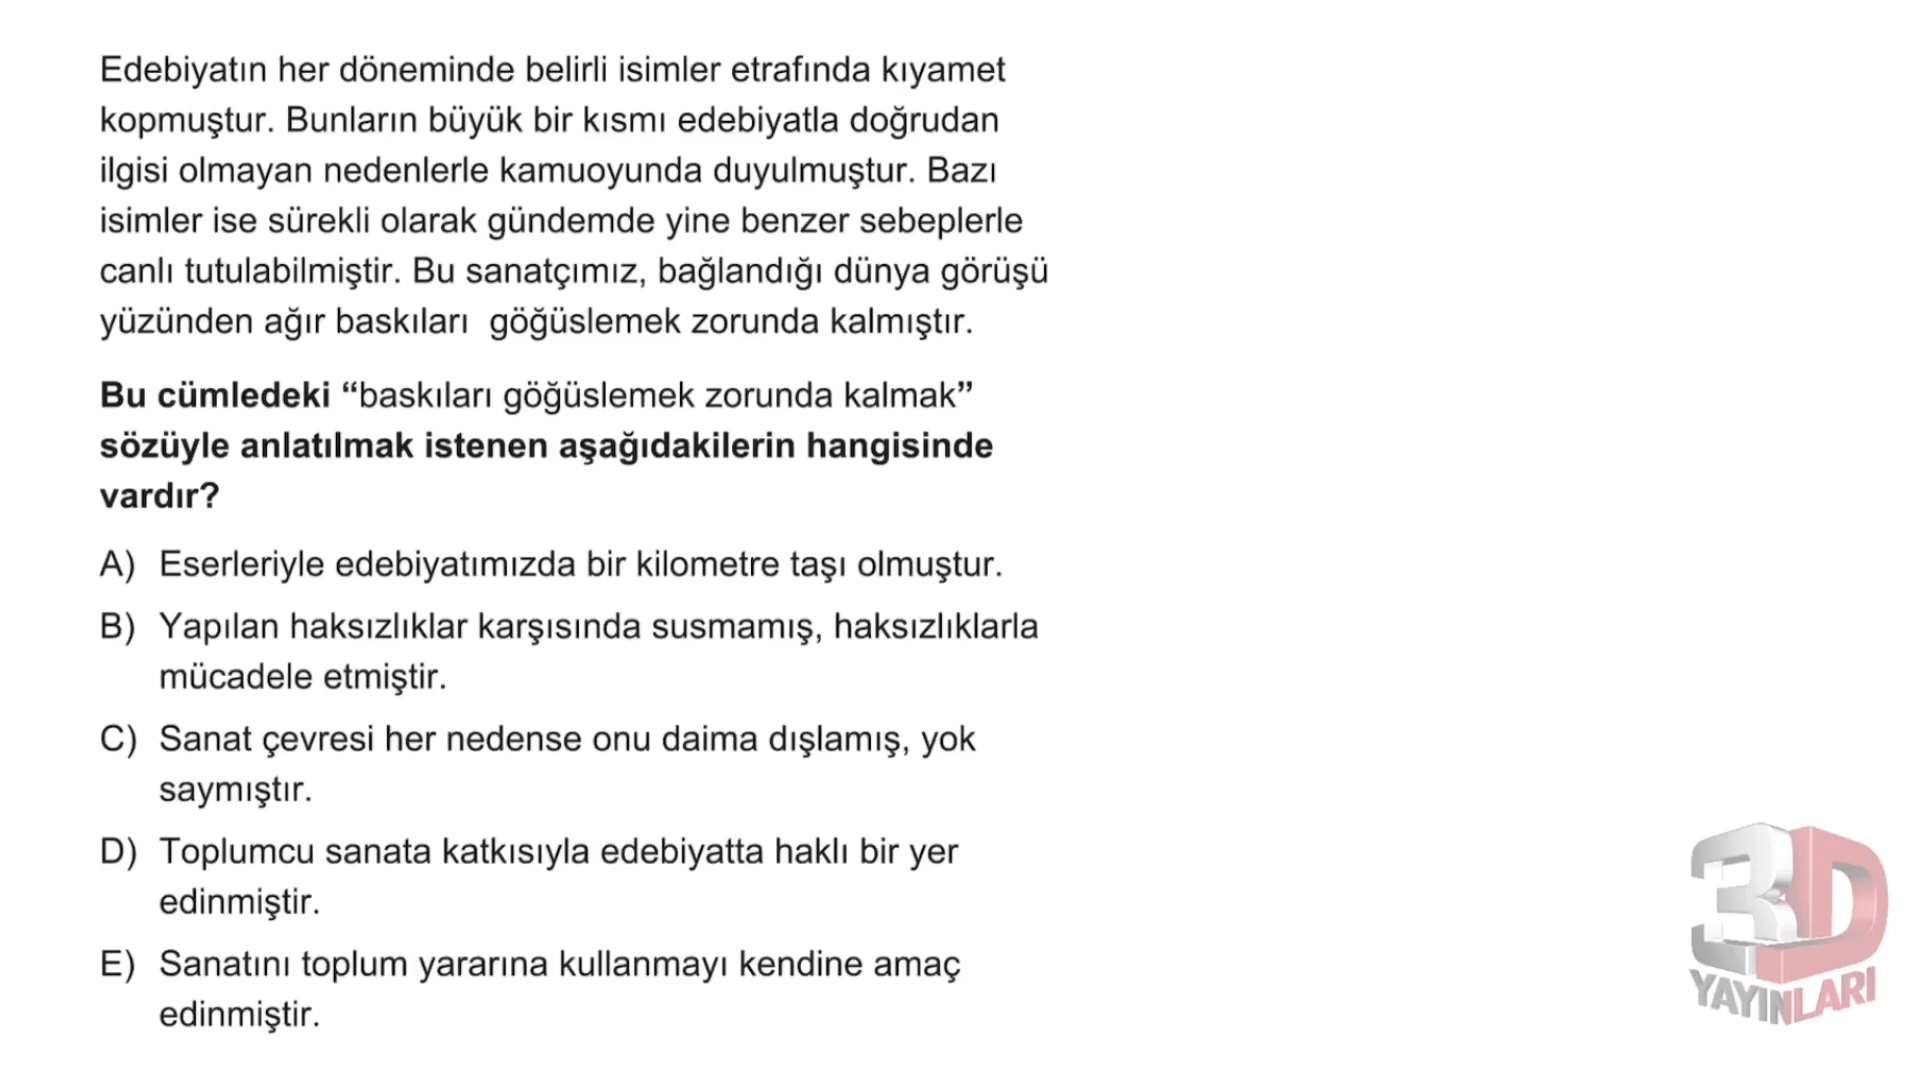 Edebiyatın her döneminde belirli isimler etrafında kıyamet
kopmuştur. Bunların büyük bir kısmı edebiyatla doğrudan
ilgisi olmayan nedenlerle kamuoyunda duyulmuştur. Bazı
isimler ise sürekli olarak gündemde yine benzer sebeplerle
canlı tutulabilmiştir. Bu sanatçımız, bağlandığı dünya görüşü
yüzünden ağır baskıları göğüslemek zorunda kalmıştır.
Bu cümledeki “baskıları göğüslemek zorunda kalmak”
sözüyle anlatılmak istenen aşağıdakilerin hangisinde
vardır?
A) Eserleriyle edebiyatımızda bir kilometre taşı olmuştur.
B) Yapılan haksızlıklar karşısında susmamış, haksızlıklarla
mücadele etmiştir.
C) Sanat çevresi her nedense onu daima dışlamış, yok
saymıştır.
D) Toplumcu sanata katkısıyla edebiyatta haklı bir yer
edinmiştir.
E) Sanatını toplum yararına kullanmayı kendine amaç
edinmiştir.
3D
YAYINLARI